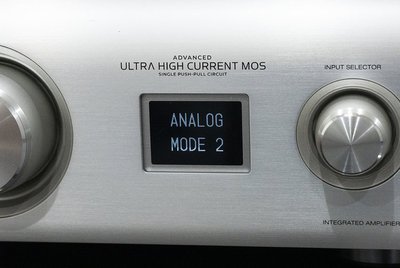 ADVANCED
ULTRA HIGH CURRENT MOS
SINGLE PUSH-PULL CIRCUIT
INPUT SELECTOR
ANALOG
MODE 2
INTEGRATED AMPLIFIER